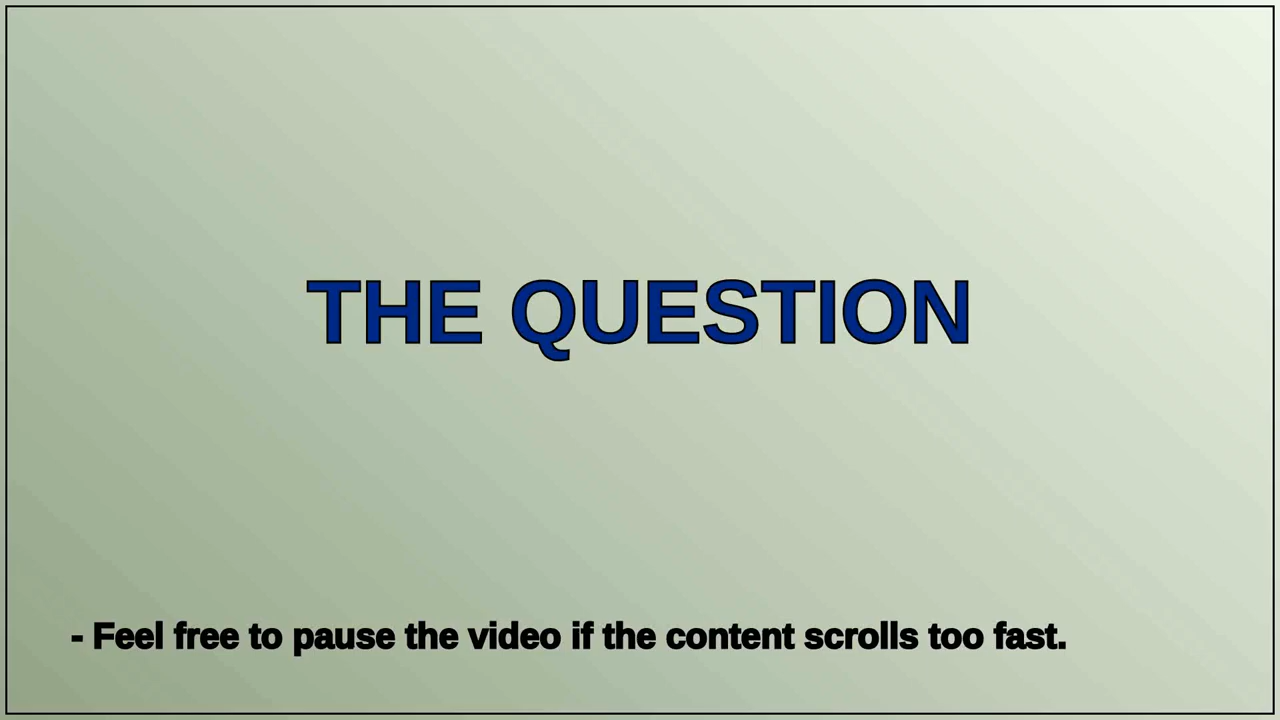 THE QUESTION
- Feel free to pause the video if the content scrolls too fast.